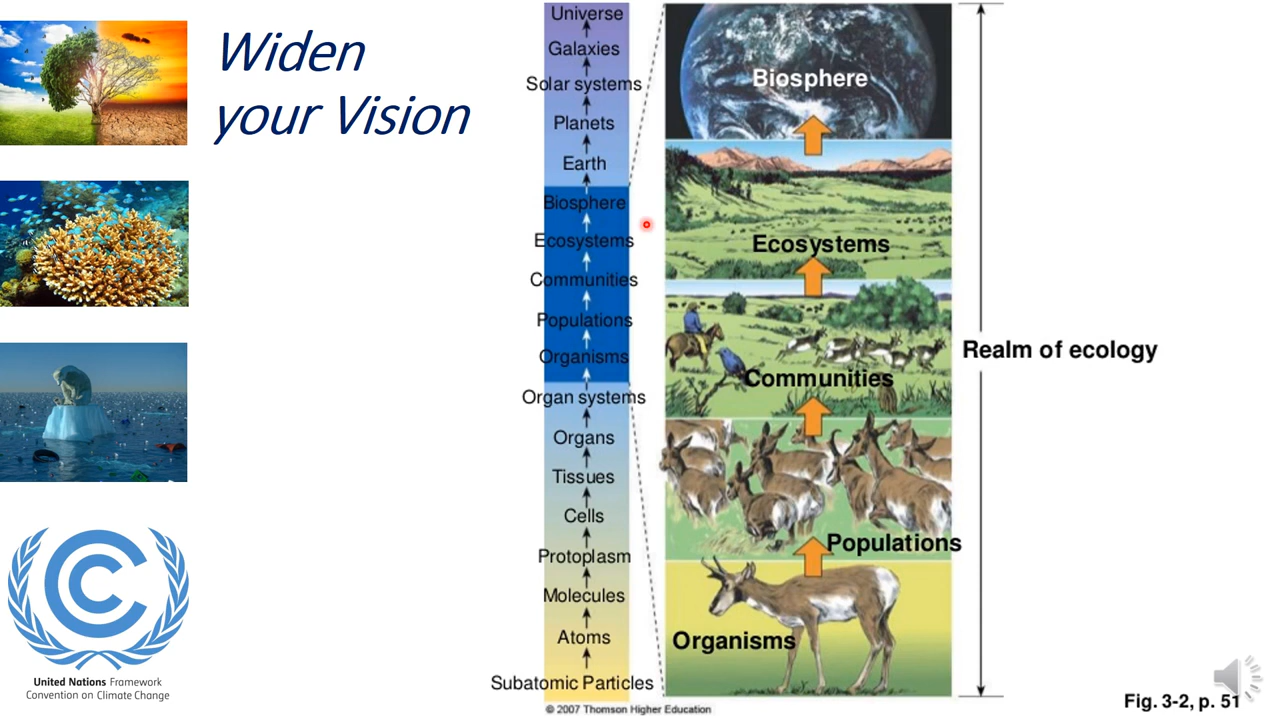 Widen
your Vision
Universe
Galaxies
Solar systems
Planets
Earth
Biosphere
Ecosystems
Communities
Populations
Organisms
Organ systems
Organs
Tissues
Cells
Protoplasm
Molecules
Atoms
Subatomic Particles
© 2007 Thomson Higher Education
Biosphere
Ecosystems
Communities
Populations
Organisms
Realm of ecology
Fig. 3-2, p. 51
United Nations Framework
Convention on Climate Change